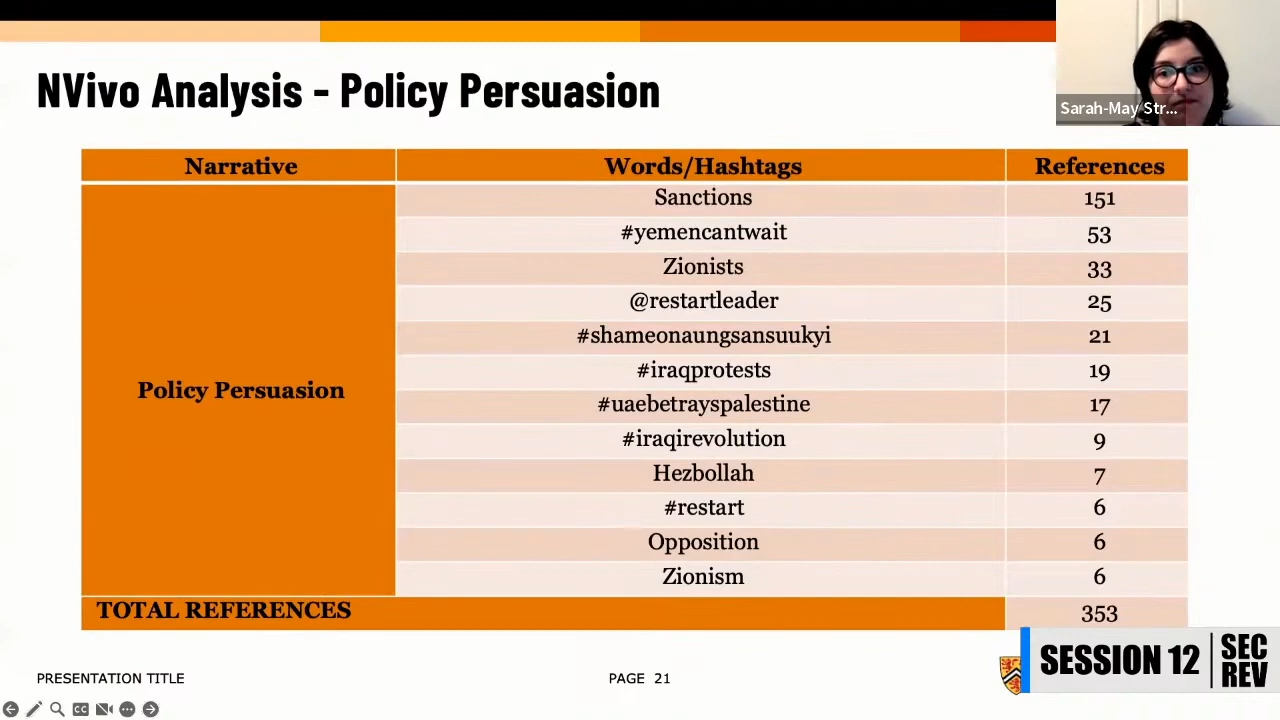 NVivo Analysis - Policy Persuasion
Sarah-May Str...
Narrative Words/Hashtags References
Policy Persuasion
Sanctions 151
#yemencantwait 53
Zionists 33
@restartleader 25
#shameonaungsansuukyi 21
#iraqprotests 19
#uaebetrayspalestine 17
#iraqirevolution 9
Hezbollah 7
#restart 6
Opposition 6
Zionism 6
TOTAL REFERENCES 353
PRESENTATION TITLE PAGE 21
SESSION 12 SEC REV
CC